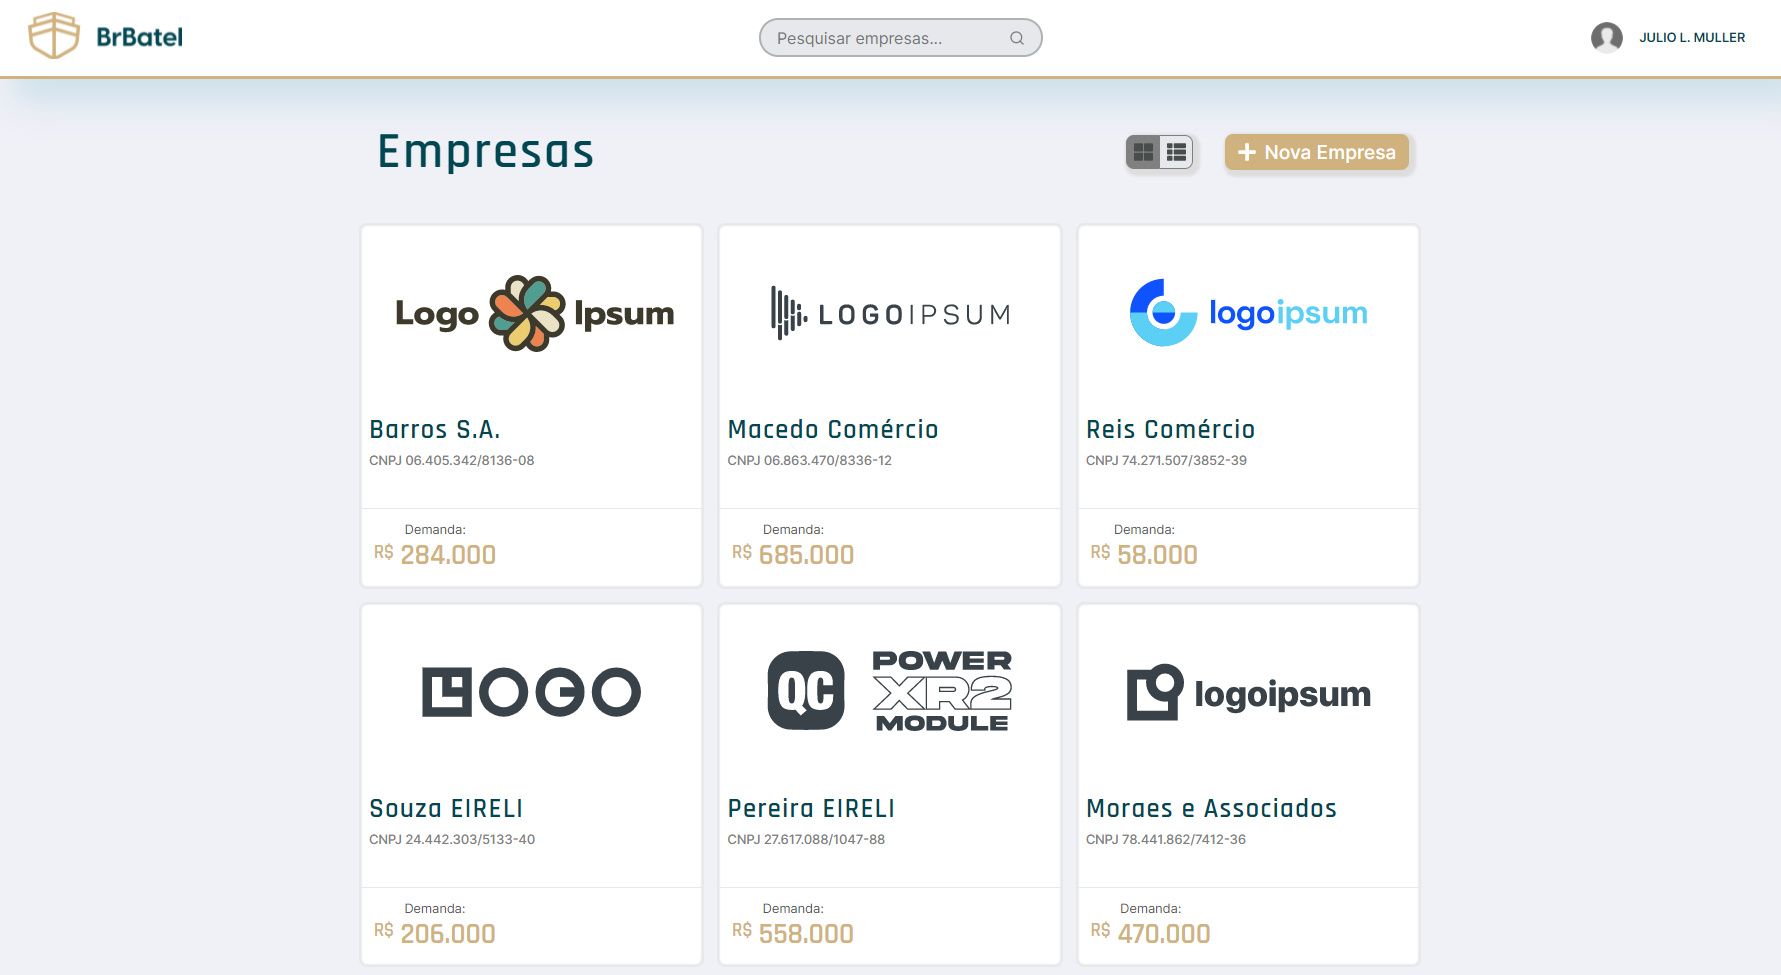 BrBatel
Pesquisar empresas...
JULIO L. MULLER
Empresas
Nova Empresa
Logo Ipsum
LOGOIPSUM
logoipsum
Barros S.A.
CNPJ 06.405.342/8136-08
Demanda:
R$ 284.000
Macedo Comércio
CNPJ 06.863.470/8336-12
Demanda:
R$ 685.000
Reis Comércio
CNPJ 74.271.507/3852-39
Demanda:
R$ 58.000
LOGO
QC
POWER
XR2
MODULE
logoipsum
Souza EIRELI
CNPJ 24.442.303/5133-40
Demanda:
R$ 206.000
Pereira EIRELI
CNPJ 27.617.088/1047-88
Demanda:
R$ 558.000
Moraes e Associados
CNPJ 78.441.862/7412-36
Demanda:
R$ 470.000